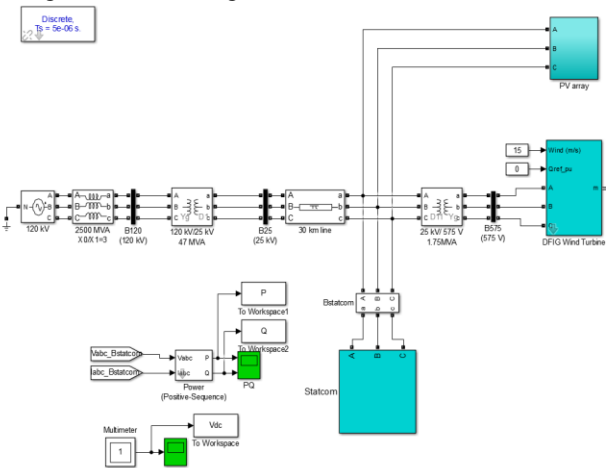 Discrete,
Ts = 5e-06 s.
A
B
C
PV array
15
Wind (m/s)
0
Qref_pu
A
B
C
m
DFIG Wind Turbine
N
A
B
C
120 kV
A
B
C
a
b
c
2500 MVA
X0/X1=3
B120
(120 kV)
A
B
C
a
b
c
120 kV/25 kV
47 MVA
B25
(25 kV)
A
B
C
a
b
c
30 km line
A
B
C
a
b
c
25 kV/ 575 V
1.75MVA
B575
(575 V)
Bstatcom
A
B
C
a
b
c
A
B
C
Statcom
P
To Workspace1
Q
To Workspace2
Vabc_Bstatcom
Iabc_Bstatcom
Vabc
Iabc
P
Q
Power
(Positive-Sequence)
PQ
Multimeter
1
Vdc
To Workspace